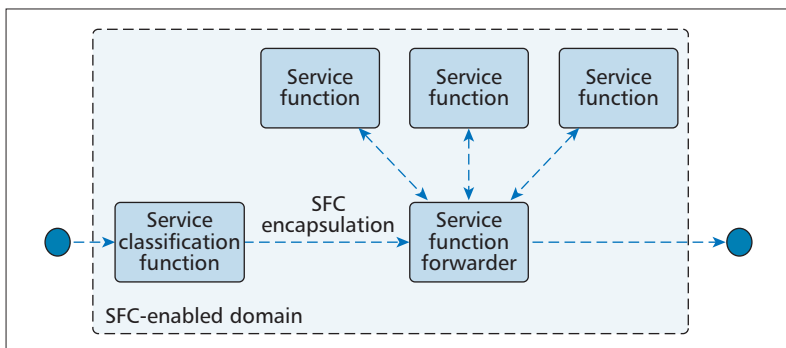 Service
function
Service
function
Service
function
Service
classification
function
SFC
encapsulation
Service
function
forwarder
SFC-enabled domain